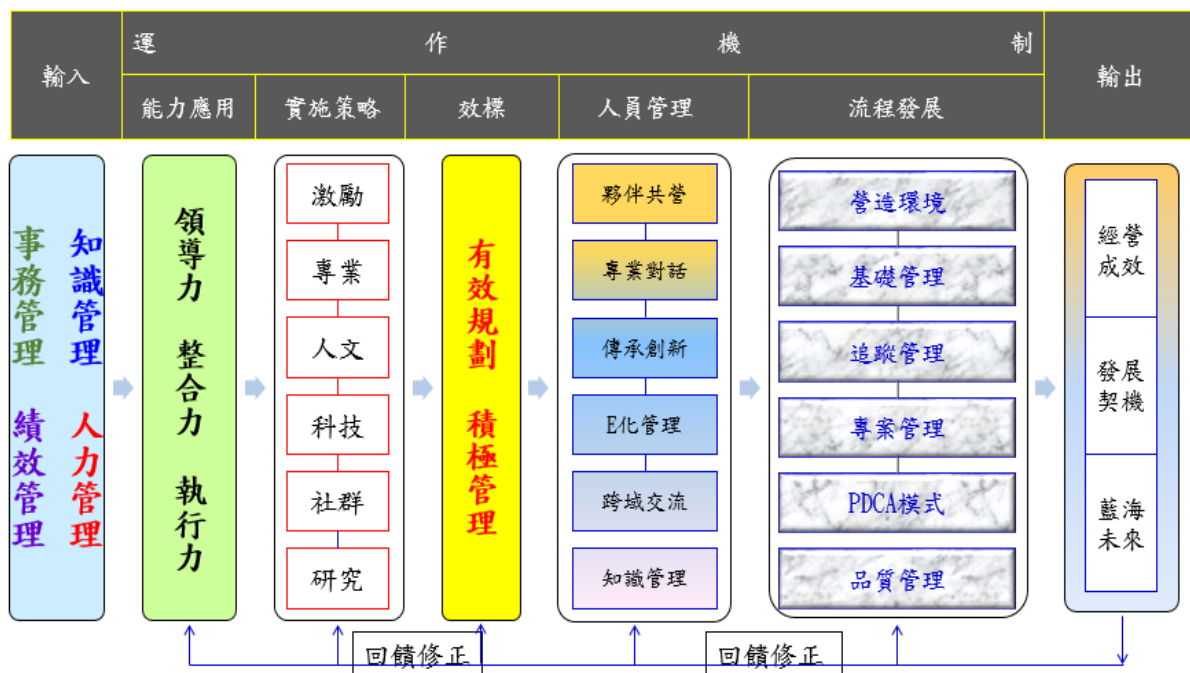 輸入
運作機制
輸出
能力應用
實施策略
效標
人員管理
流程發展
知識管理
人力管理
事務管理
績效管理
領導力
整合力
執行力
激勵
專業
人文
科技
社群
研究
有效規劃
積極管理
夥伴共營
專業對話
傳承創新
E化管理
跨域交流
知識管理
營造環境
基礎管理
追蹤管理
專案管理
PDCA模式
品質管理
經營
成效
發展
契機
藍海
未來
回饋修正
回饋修正